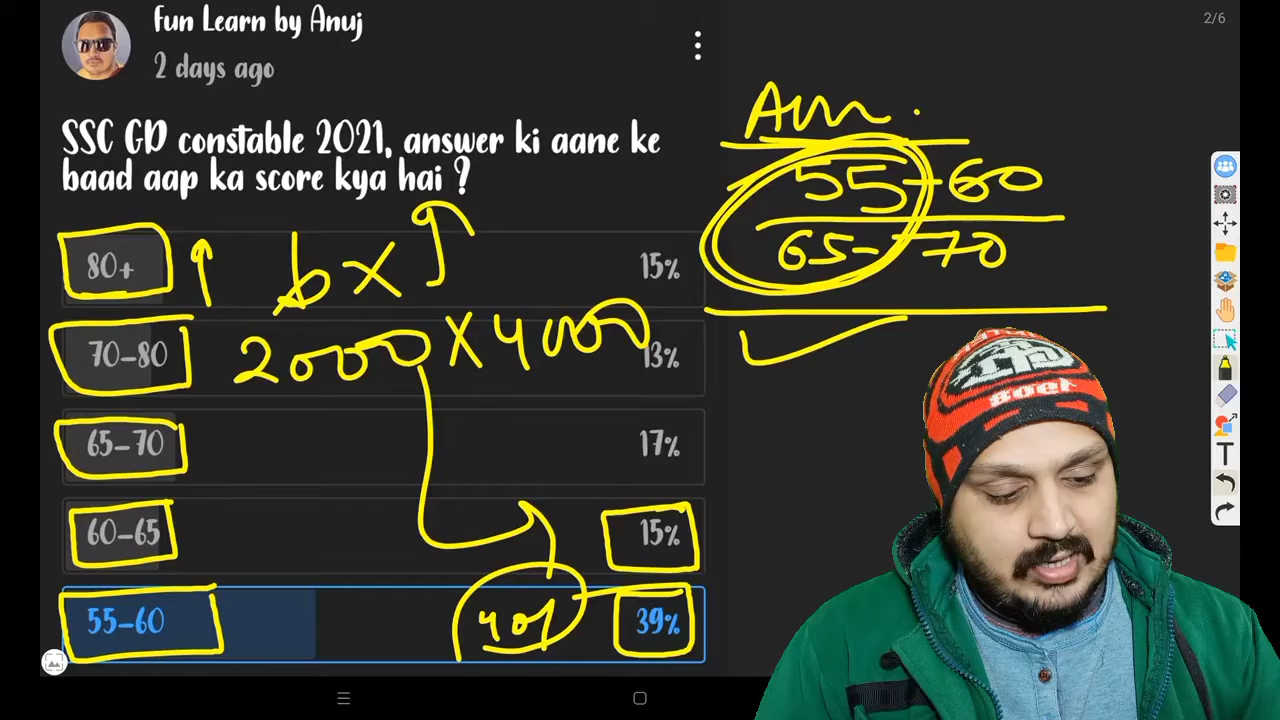 Fun Learn by Anuj
2 days ago
2/6
SSC GD constable 2021, answer ki aane ke
baad aap ka score kya hai ?
80+ 15%
70-80 2000 X 4000 13%
65-70 17%
60-65 15%
55-60 40% 39%
55-60
65-70
T